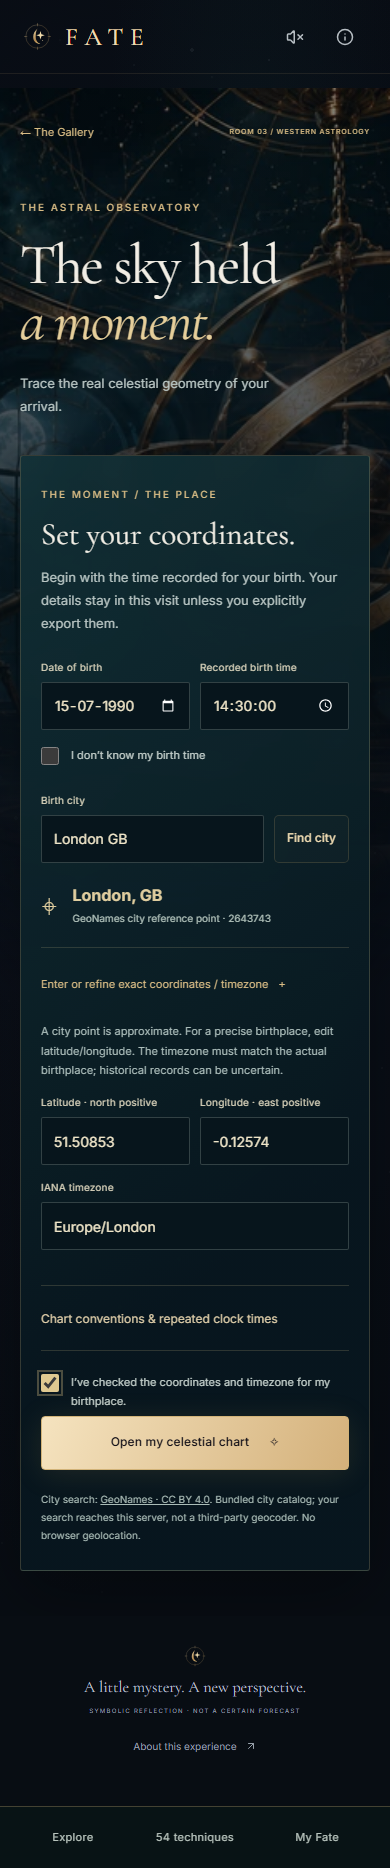 FATE
← The Gallery
ROOM 03 / WESTERN ASTROLOGY
THE ASTRAL OBSERVATORY
The sky held
a moment.
Trace the real celestial geometry of your
arrival.
THE MOMENT / THE PLACE
Set your coordinates.
Begin with the time recorded for your birth. Your
details stay in this visit unless you explicitly
export them.
Date of birth
Recorded birth time
15-07-1990
14:30:00
I don't know my birth time
Birth city
London GB
Find city
London, GB
GeoNames city reference point · 2643743
Enter or refine exact coordinates / timezone +
A city point is approximate. For a precise birthplace, edit
latitude/longitude. The timezone must match the actual
birthplace; historical records can be uncertain.
Latitude · north positive
Longitude · east positive
51.50853
-0.12574
IANA timezone
Europe/London
Chart conventions & repeated clock times
I've checked the coordinates and timezone for my
birthplace.
Open my celestial chart
City search: GeoNames · CC BY 4.0. Bundled city catalog; your
search reaches this server, not a third-party geocoder. No
browser geolocation.
A little mystery. A new perspective.
SYMBOLIC REFLECTION · NOT A CERTAIN FORECAST
About this experience
Explore
54 techniques
My Fate